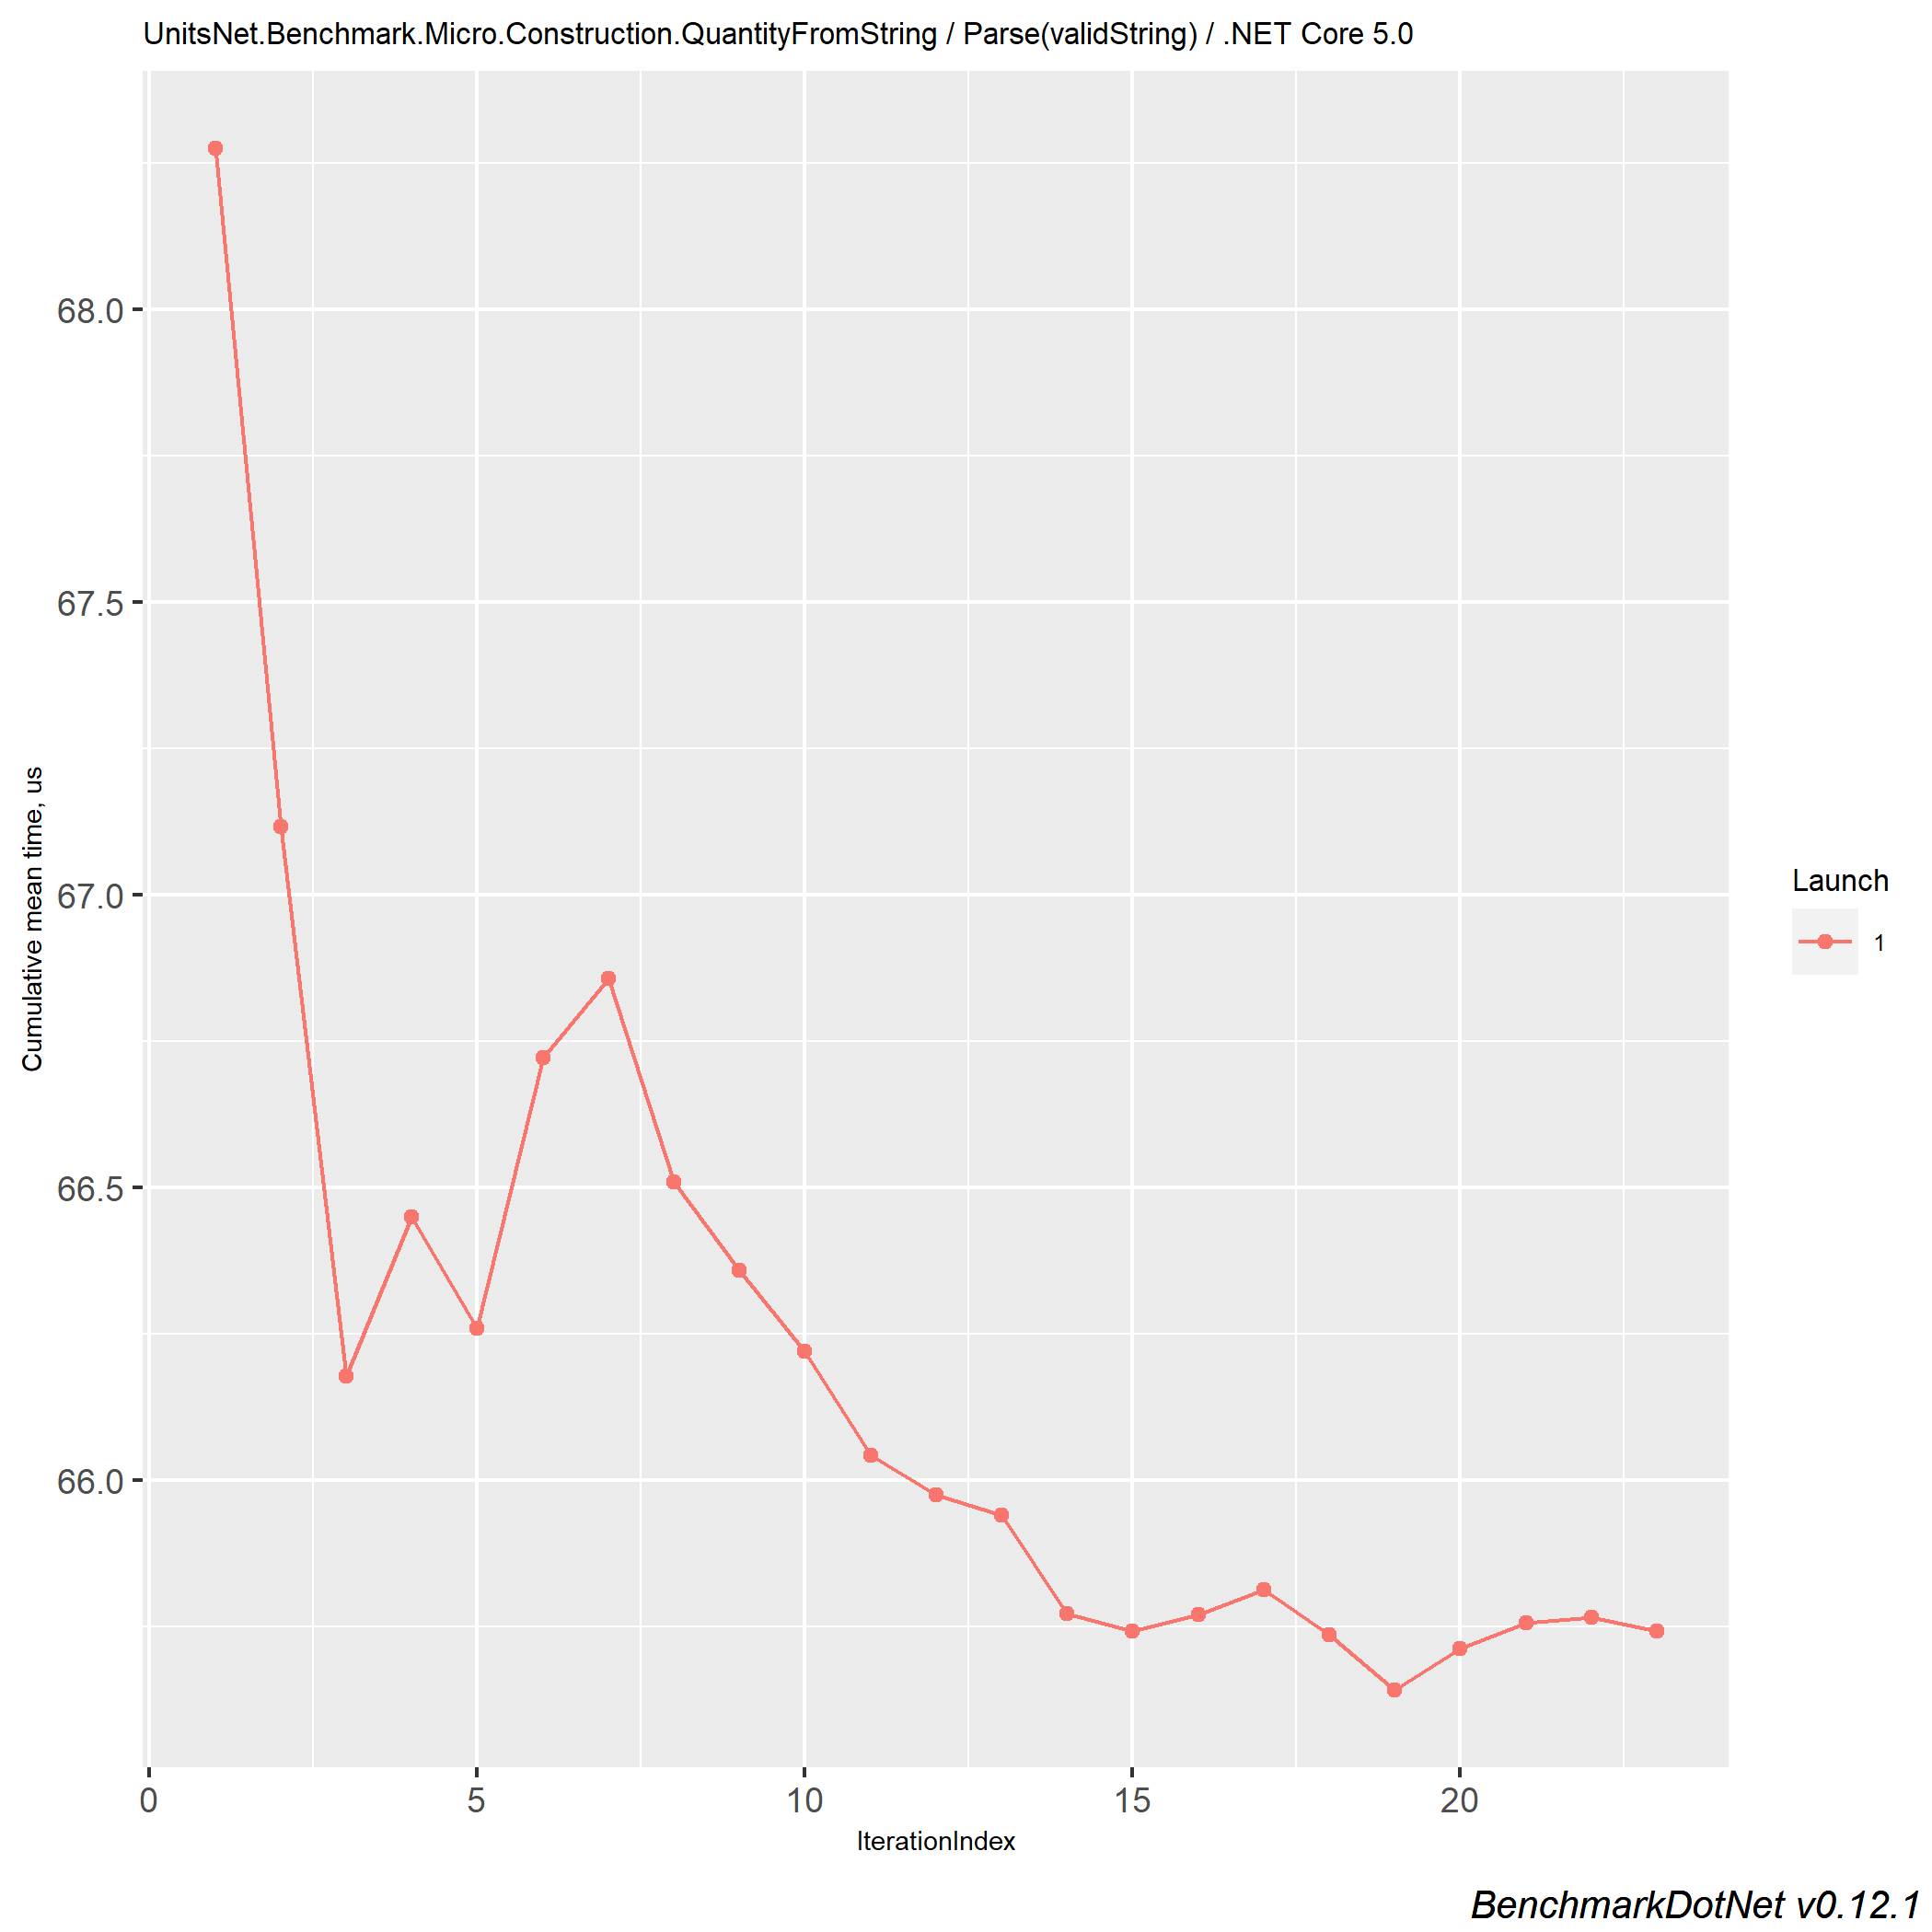 UnitsNet.Benchmark.Micro.Construction.QuantityFromString / Parse(validString) / .NET Core 5.0
Cumulative mean time, us
68.0
67.5
67.0
66.5
66.0
0 5 10 15 20
IterationIndex
Launch
1
BenchmarkDotNet v0.12.1